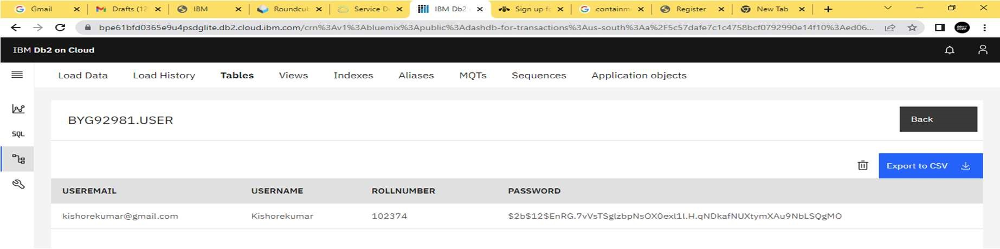 Gmail
Drafts (12
IBM
Roundcub
Service De
IBM Db2
Sign up fo
containme
Register
New Tab
bpe61bfd0365e9u4psdglite.db2.cloud.ibm.com/crn%3Av1%3Abluemix%3Apublic%3Adashdb-for-transactions%3Aus-south%3Aa%2F5c57dafe7c1c4758bcf0792990e14f10%3Aed06...
IBM Db2 on Cloud
Load Data Load History Tables Views Indexes Aliases MQTs Sequences Application objects
BYG92981.USER
Back
SQL
Export to CSV
USEREMAIL USERNAME ROLLNUMBER PASSWORD
kishorekumar@gmail.com Kishorekumar 102374 $2b$12$EnRG.7vVsTSglzbpNsOX0exl1l.H.qNDkafNUXtymXAu9NbLSQgMO